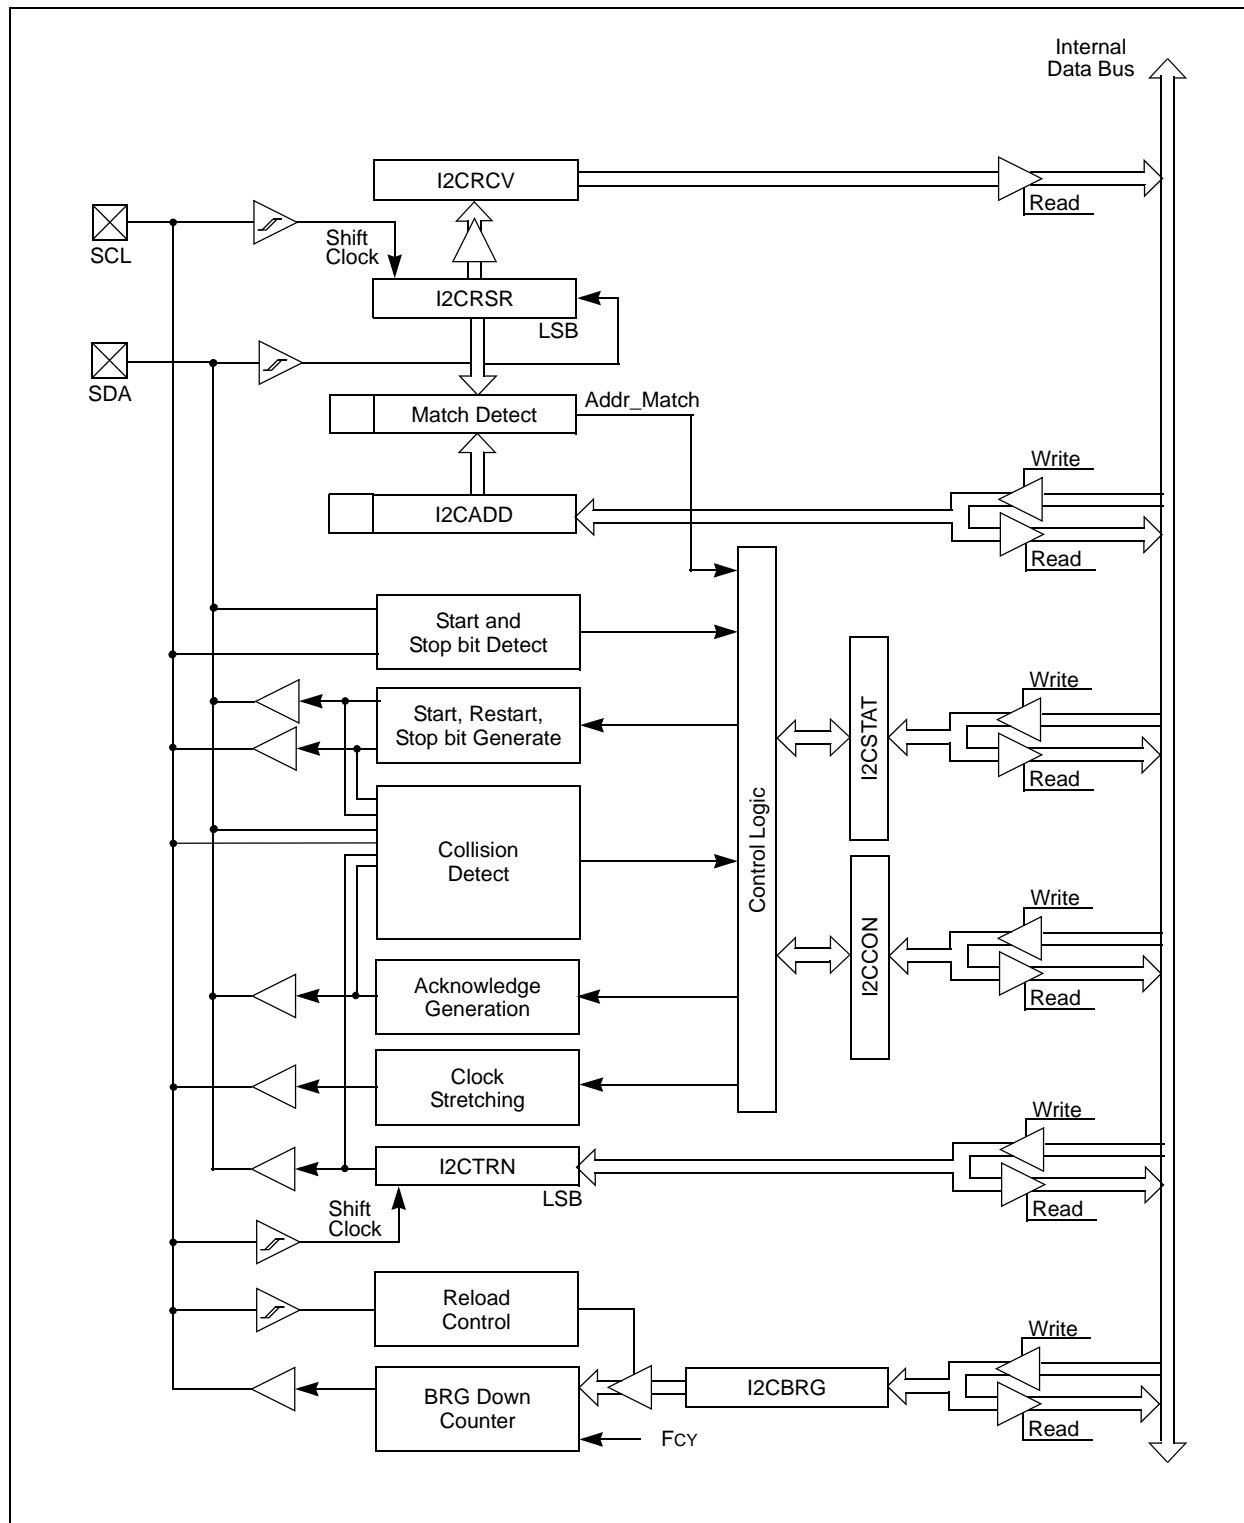 Internal
Data Bus
I2CRCV
Read
SCL
Shift
Clock
I2CRSR
LSB
SDA
Match Detect
Addr_Match
Write
I2CADD
Read
Start and
Stop bit Detect
Write
Start, Restart,
Stop bit Generate
I2CSTAT
Read
Control Logic
Collision
Detect
Write
I2CCON
Acknowledge
Generation
Read
Clock
Stretching
Write
I2CTRN
LSB
Shift
Clock
Read
Reload
Control
Write
BRG Down
Counter
I2CBRG
Read
FCY